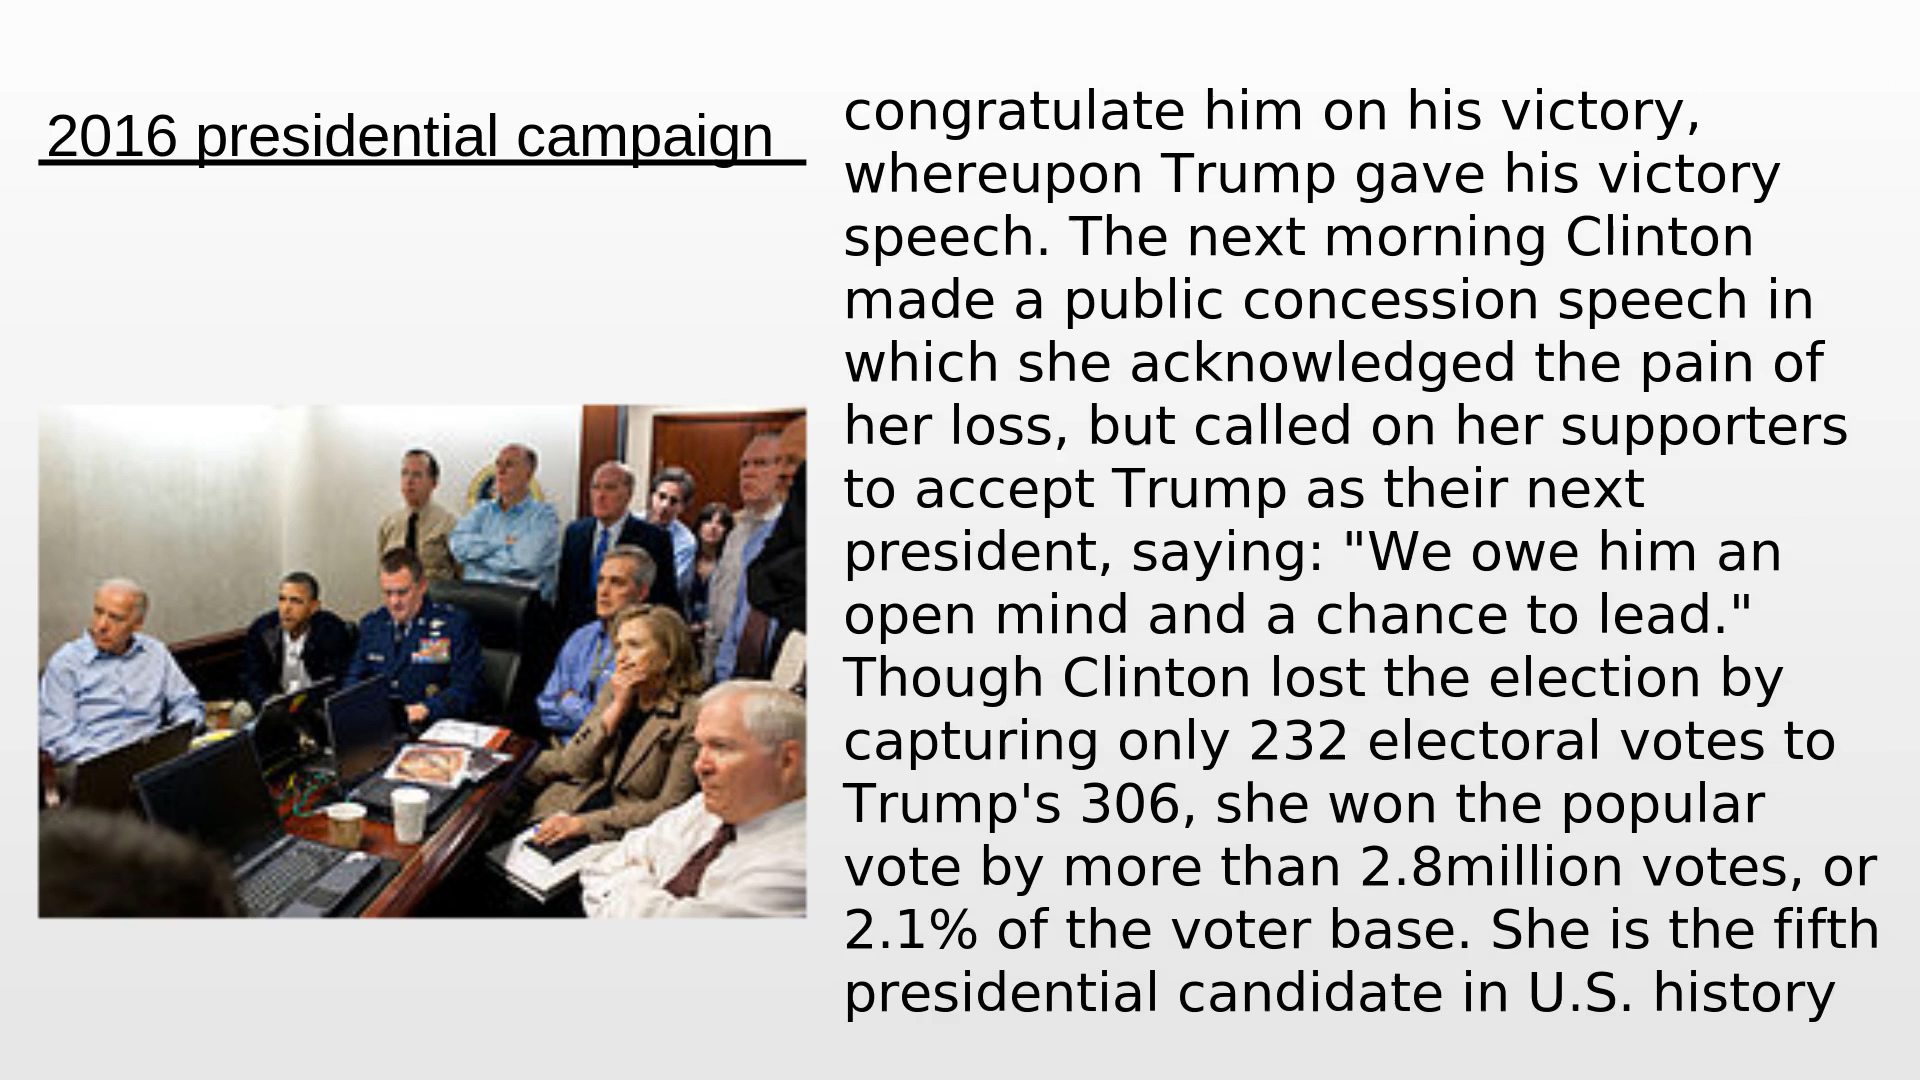 2016 presidential campaign
congratulate him on his victory,
whereupon Trump gave his victory
speech. The next morning Clinton
made a public concession speech in
which she acknowledged the pain of
her loss, but called on her supporters
to accept Trump as their next
president, saying: "We owe him an
open mind and a chance to lead."
Though Clinton lost the election by
capturing only 232 electoral votes to
Trump's 306, she won the popular
vote by more than 2.8million votes, or
2.1% of the voter base. She is the fifth
presidential candidate in U.S. history